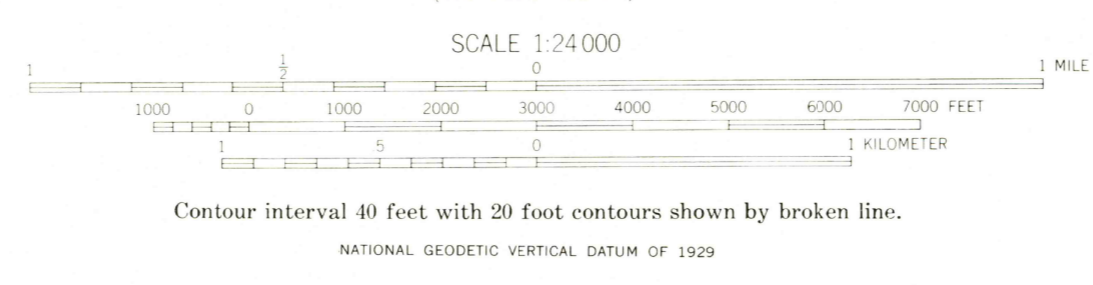 SCALE 1:24 000
1 1/2 0 1 MILE
1000 0 1000 2000 3000 4000 5000 6000 7000 FEET
1 .5 0 1 KILOMETER
Contour interval 40 feet with 20 foot contours shown by broken line.
NATIONAL GEODETIC VERTICAL DATUM OF 1929